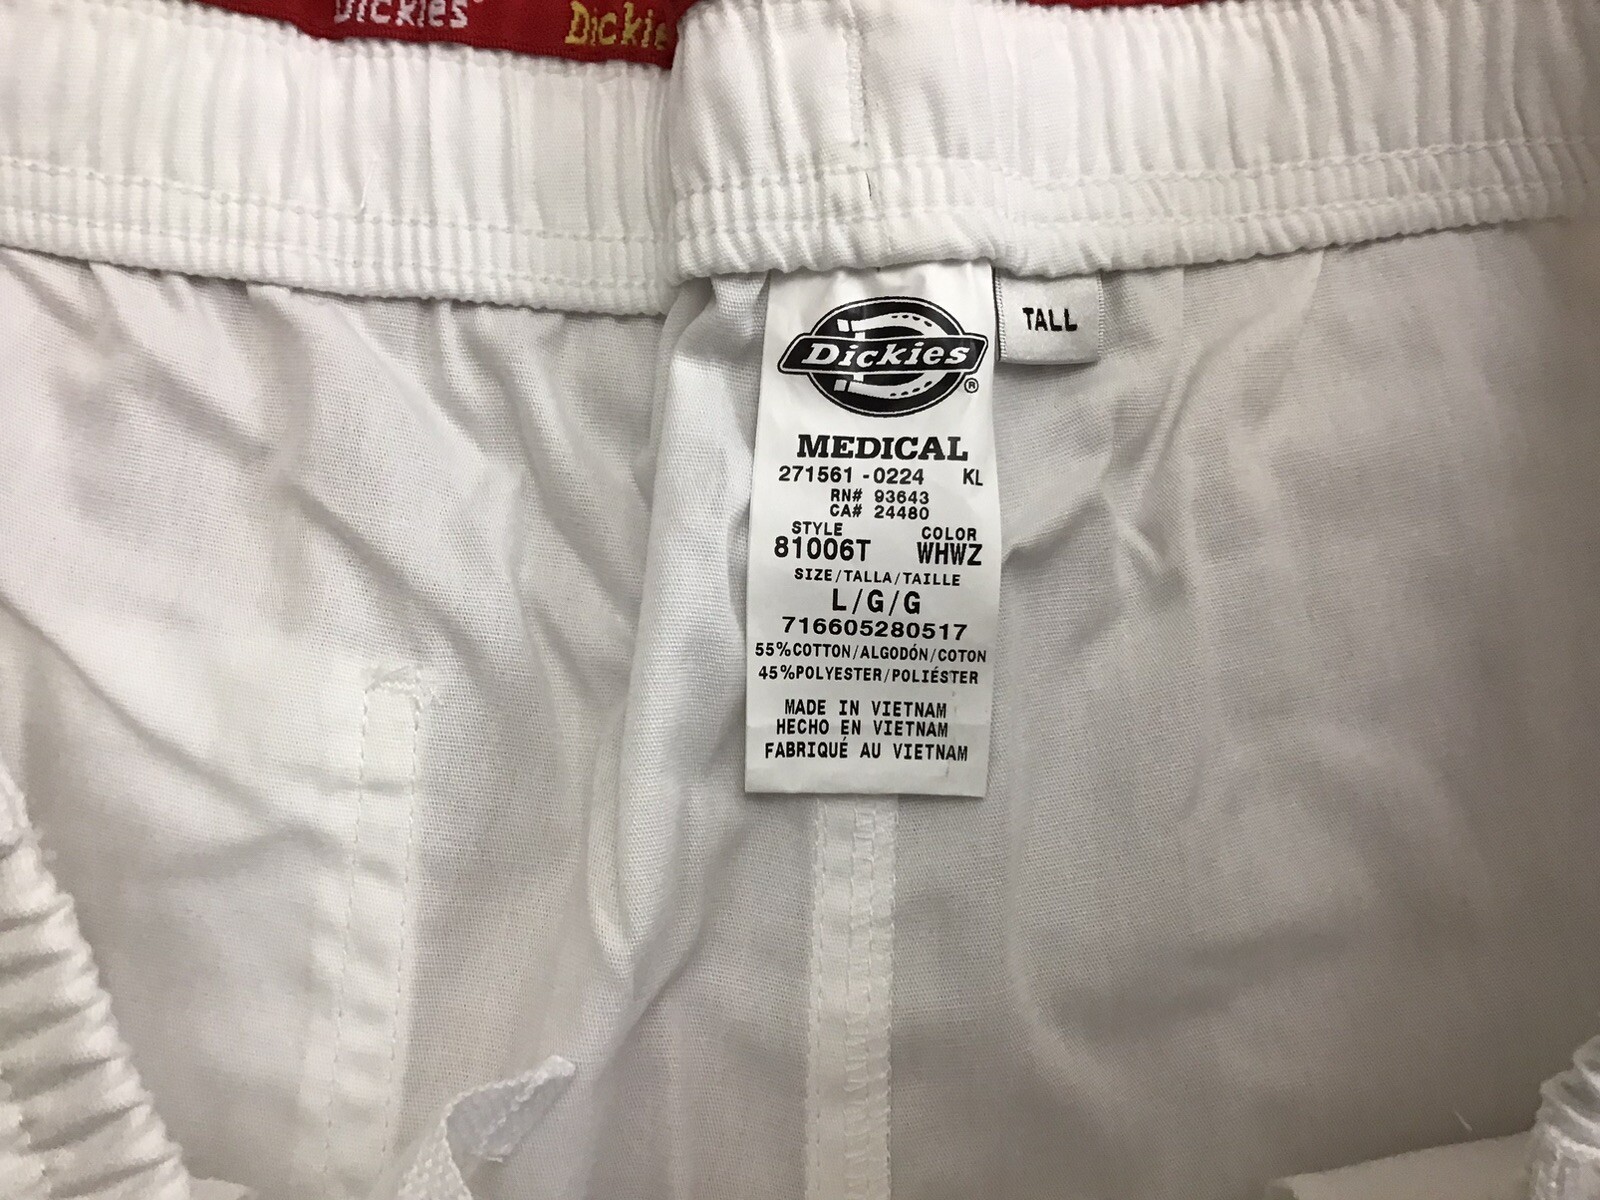 Dickies
Dickie
Dickies®
TALL
MEDICAL
271561-0224 KL
RN# 93643
CA# 24480
STYLE COLOR
81006T WHWZ
SIZE/TALLA/TAILLE
L/G/G
716605280517
55%COTTON/ALGODÓN/COTON
45%POLYESTER/POLIÉSTER
MADE IN VIETNAM
HECHO EN VIETNAM
FABRIQUÉ AU VIETNAM